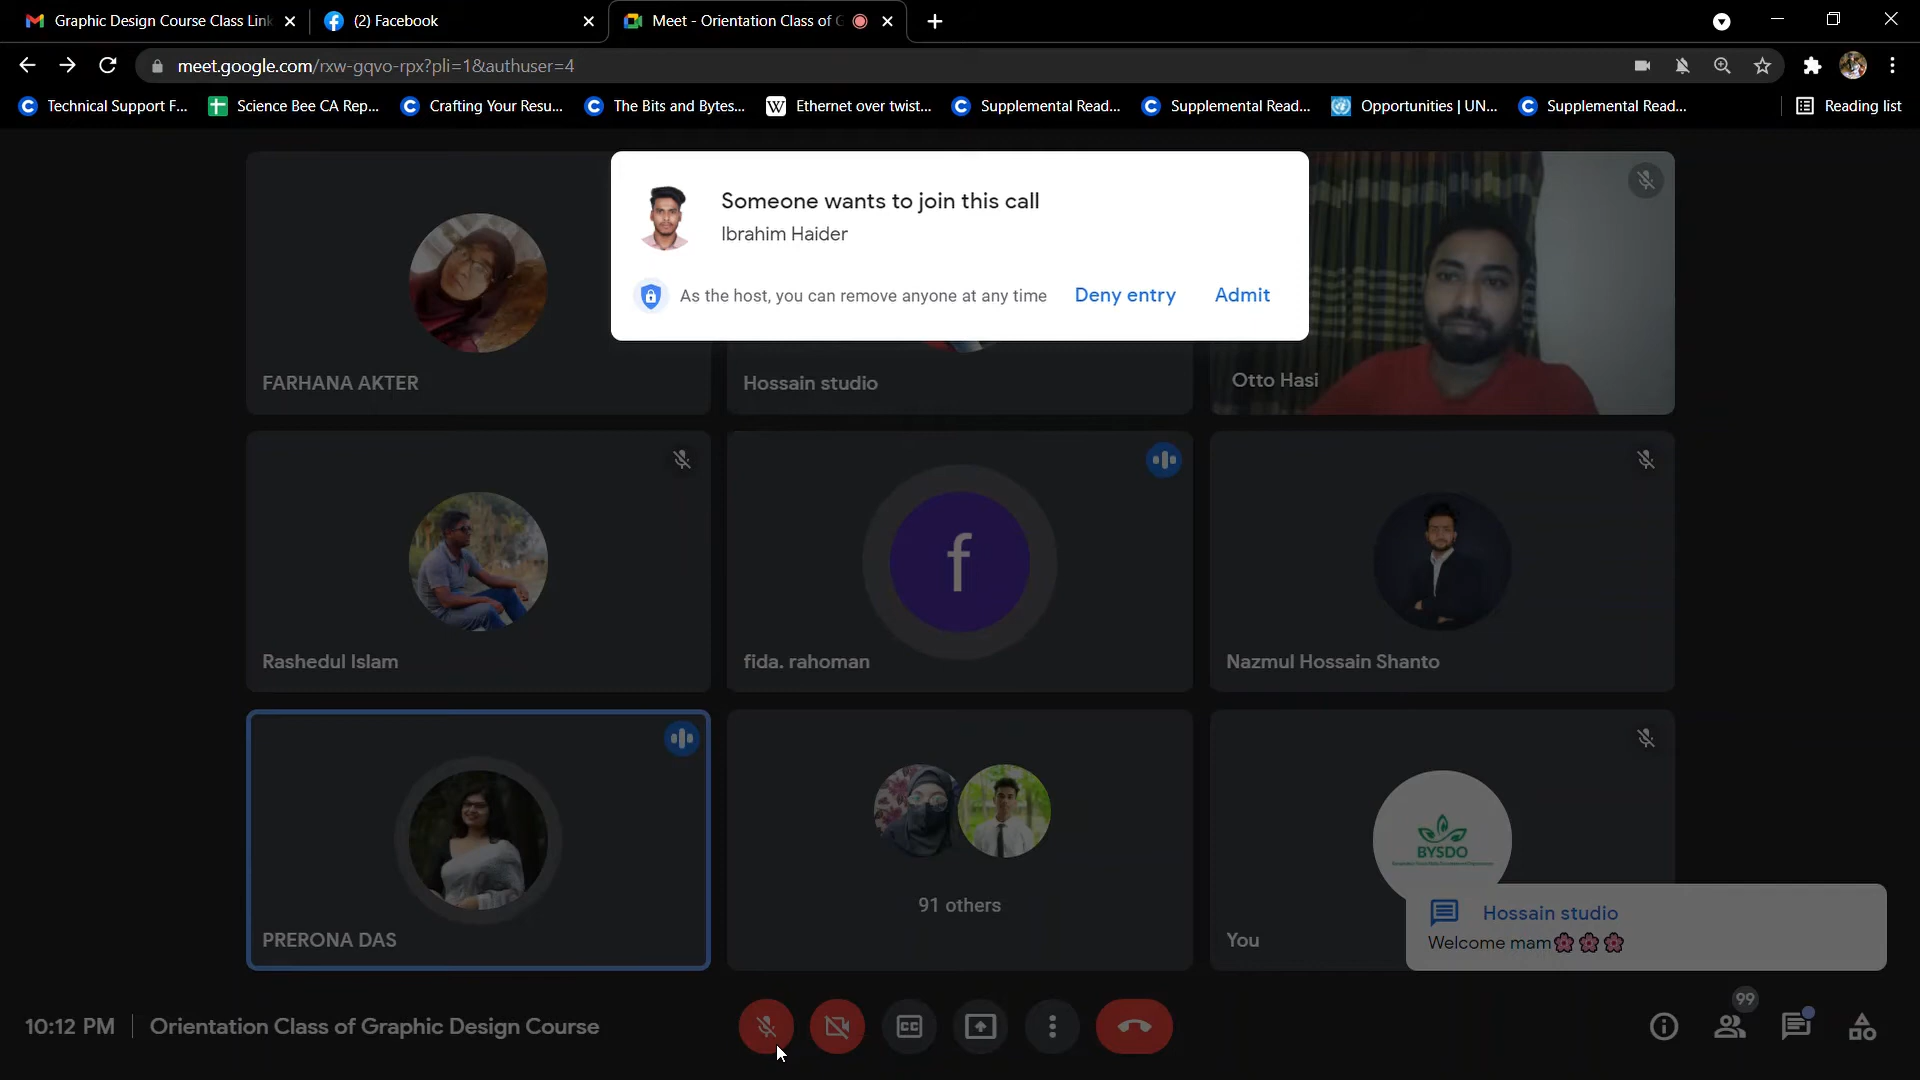 Graphic Design Course Class Link
(2) Facebook
Meet - Orientation Class of G
meet.google.com/rxw-gqvo-rpx?pli=1&authuser=4
Technical Support F...
Science Bee CA Rep...
Crafting Your Resu...
The Bits and Bytes...
W
Ethernet over twist...
Supplemental Read...
Supplemental Read...
Opportunities | UN...
Supplemental Read...
Reading list
Someone wants to join this call
Ibrahim Haider
As the host, you can remove anyone at any time
Deny entry
Admit
FARHANA AKTER
Hossain studio
Otto Hasi
f
Rashedul Islam
fida. rahoman
Nazmul Hossain Shanto
BYSDO
PRERONA DAS
91 others
You
Hossain studio
Welcome mam🌸🌸🌸
10:12 PM
Orientation Class of Graphic Design Course
CC
99